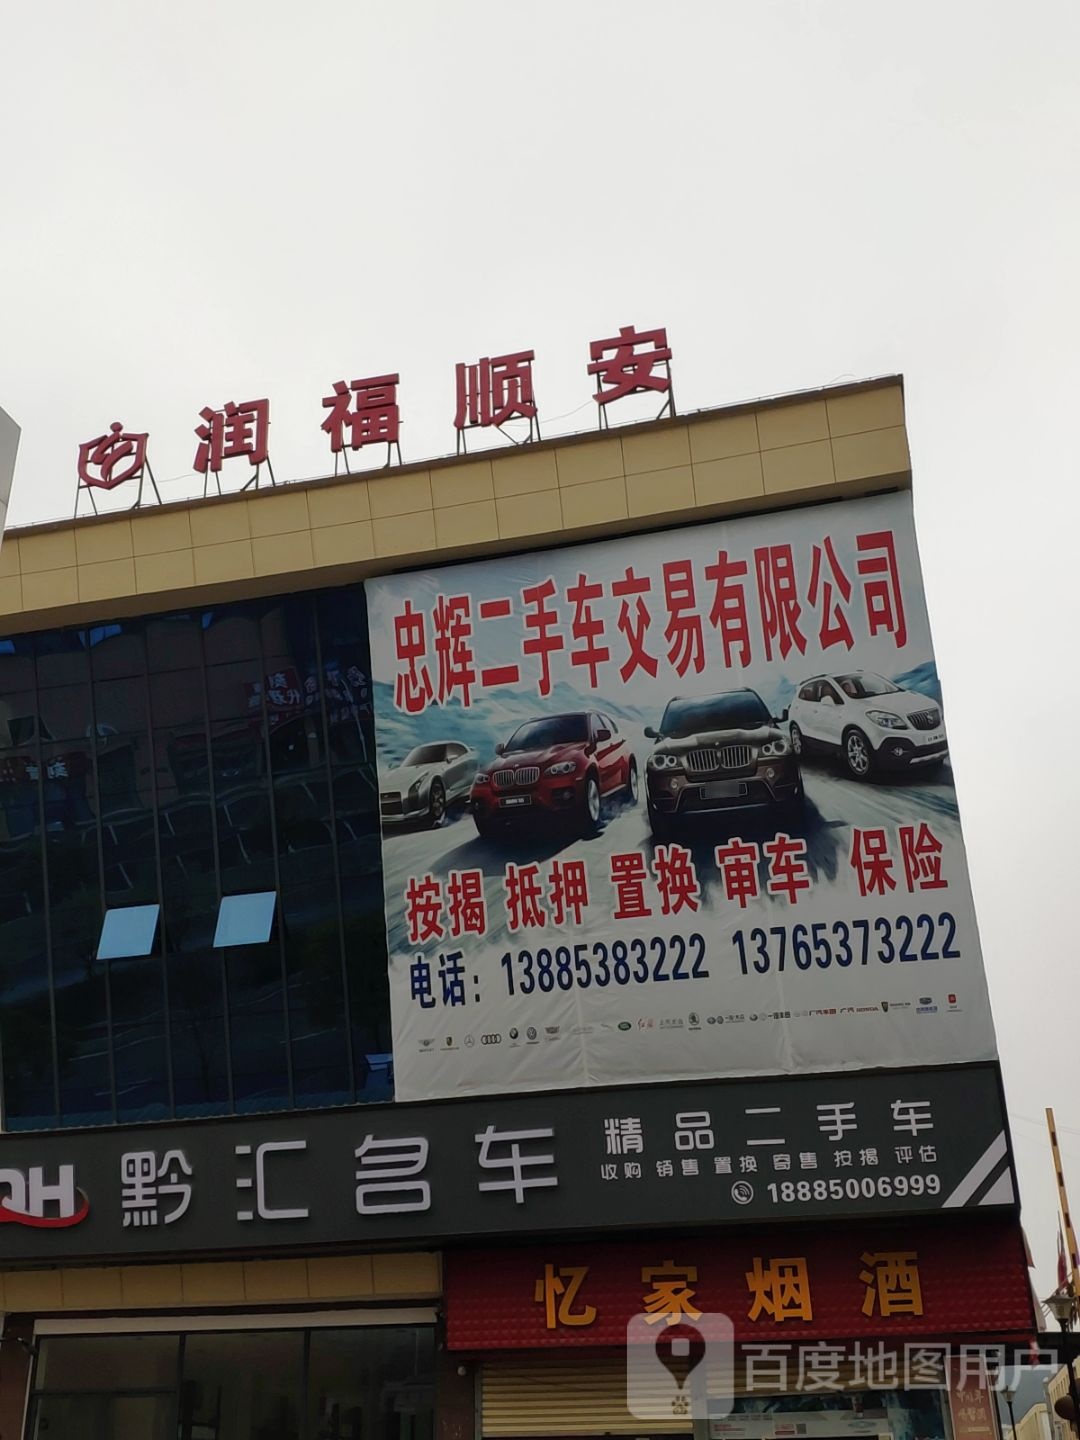 润福顺安
忠辉二手车交易有限公司
按揭 抵押 置换 审车 保险
电话：13885383222 13765373222
HONDA
QH 黔汇名车
精品二手车
收购 销售 置换 寄售 按揭 评估
18885006999
忆家烟酒
百度地图用户